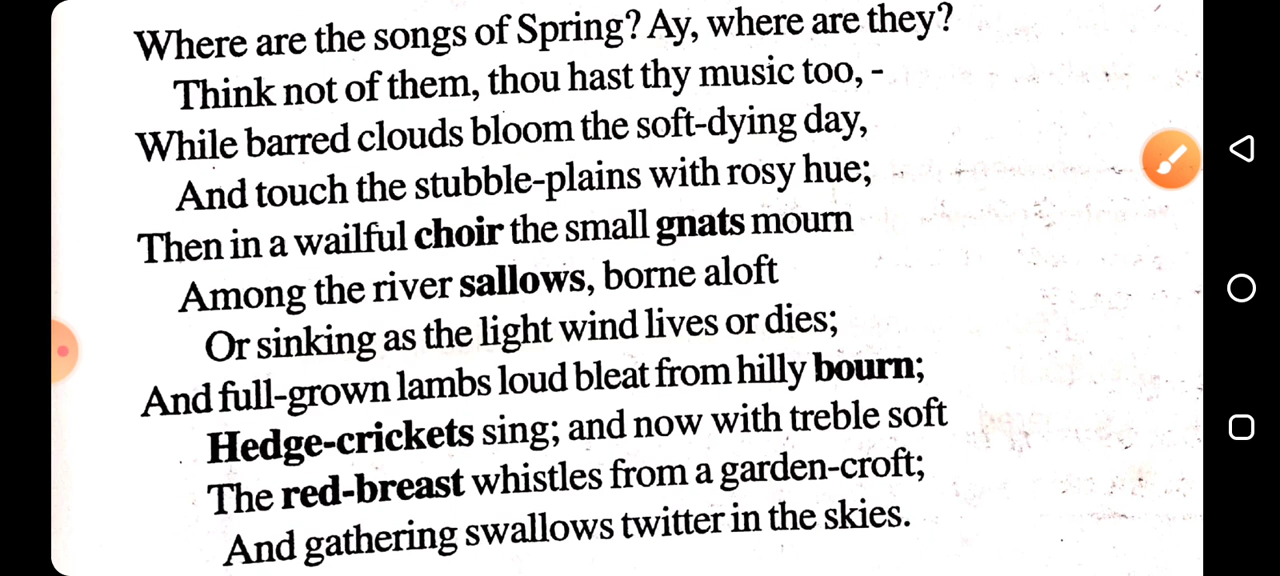 Where are the songs of Spring? Ay, where are they?
Think not of them, thou hast thy music too, -
While barred clouds bloom the soft-dying day,
And touch the stubble-plains with rosy hue;
Then in a wailful choir the small gnats mourn
Among the river sallows, borne aloft
Or sinking as the light wind lives or dies;
And full-grown lambs loud bleat from hilly bourn;
Hedge-crickets sing; and now with treble soft
The red-breast whistles from a garden-croft;
And gathering swallows twitter in the skies.